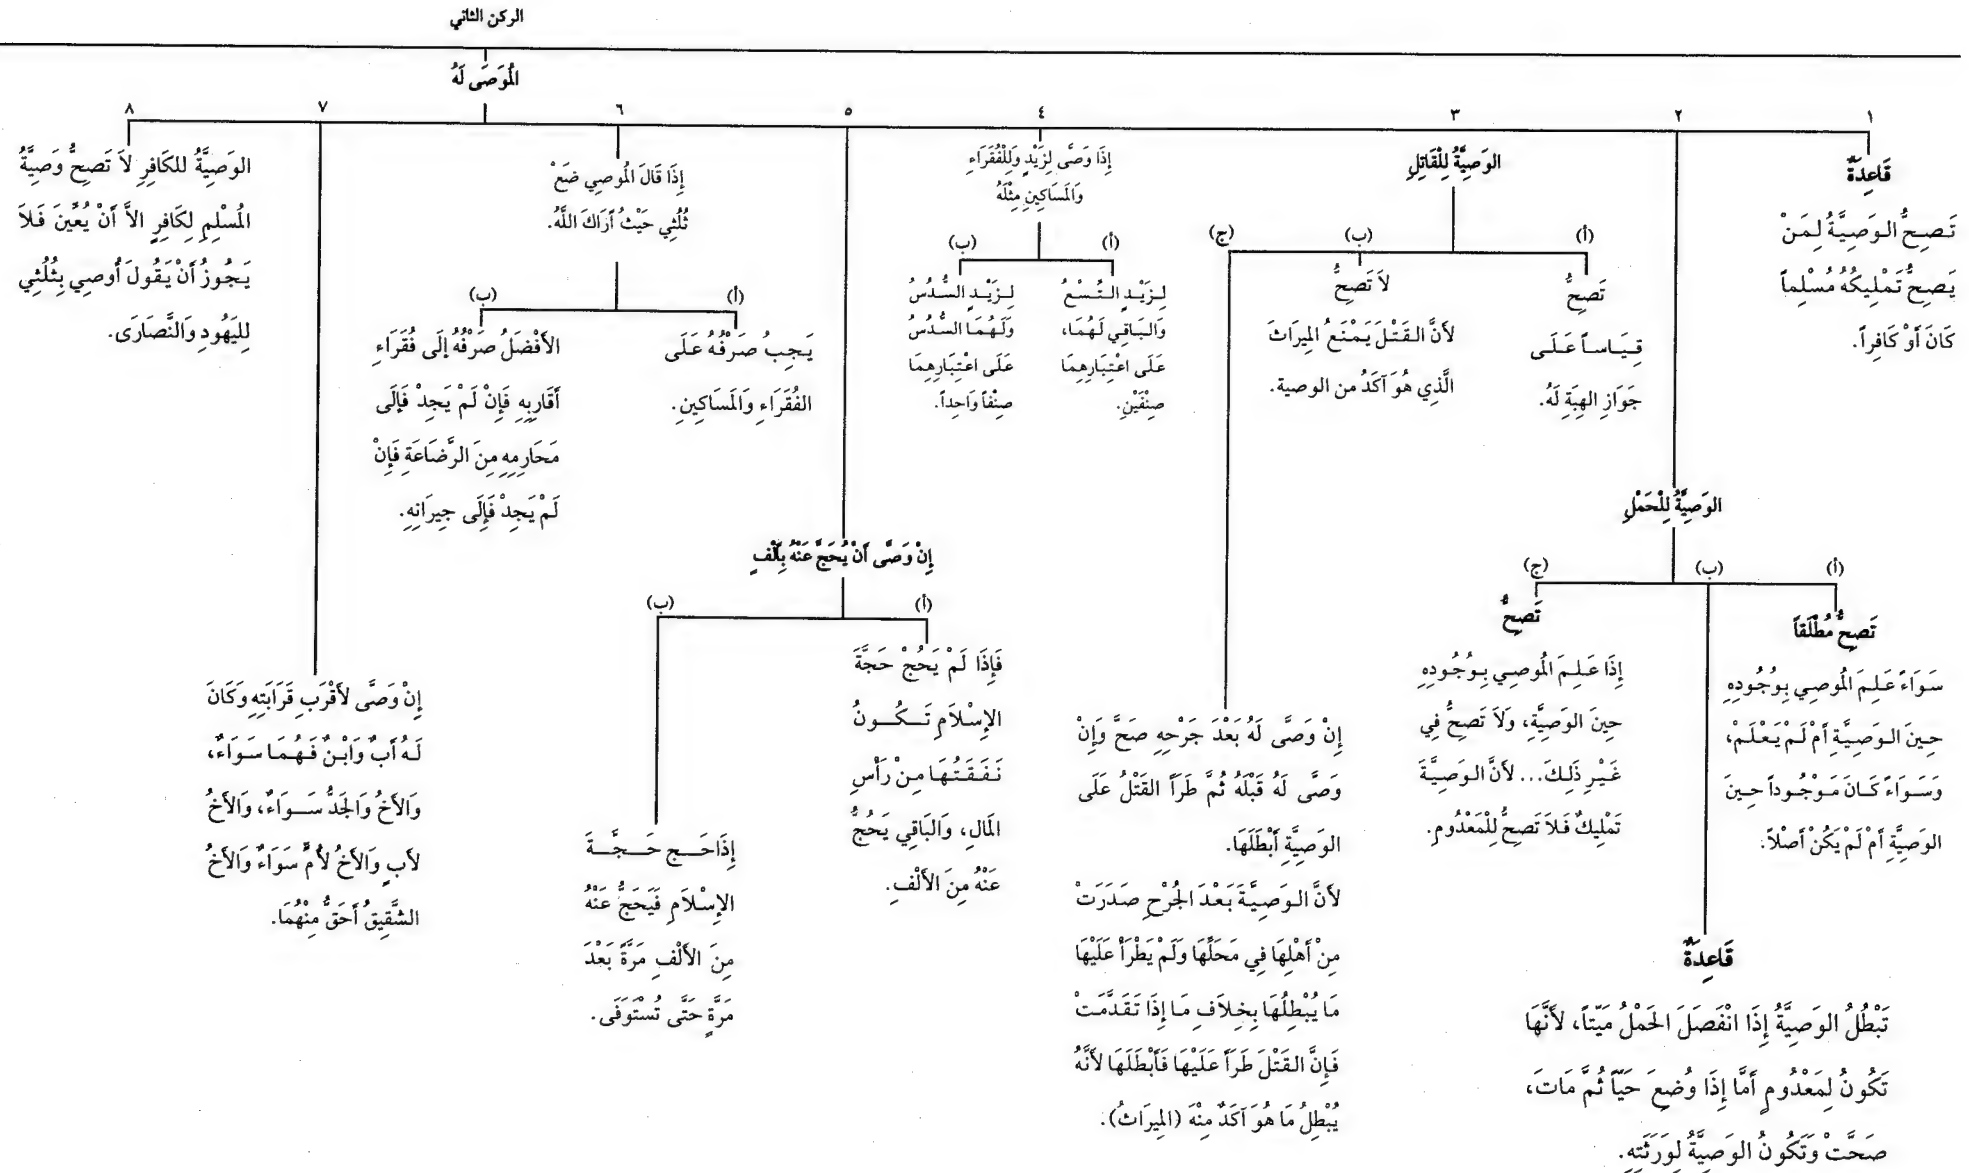 الركن الثاني
المُوَصَى لَهُ
١
قَاعِدَةٌ
تَصِحُّ الوَصِيَّةُ لِمَنْ
يَصِحُّ تَمْلِيكُهُ مُسْلِماً
كَانَ أَوْ كَافِراً.
٢
الوَصِيَّةُ لِلْحَمْلِ
(أ)
تَصِحُّ مُطْلَقاً
سَوَاءً عَلِمَ المُوصِي بِوُجُودِهِ
حِينَ الوَصِيَّةِ أَمْ لَمْ يَعْلَمْ،
وَسَوَاءً كَانَ مَوْجُوداً حِينَ
الوَصِيَّةِ أَمْ لَمْ يَكُنْ أَصْلاً.
(ب)
قَاعِدَةٌ
تَبْطُلُ الوَصِيَّةُ إِذَا انْفَصَلَ الحَمْلُ مَيِّتاً، لأَنَّهَا
تَكُونُ لِمَعْدُومٍ أَمَّا إِذَا وُضِعَ حَيّاً ثُمَّ مَاتَ،
صَحَّتْ وَتَكُونُ الوَصِيَّةُ لِوَرَثَتِهِ.
(ج)
تَصِحُّ
إِذَا عَلِمَ المُوصِي بِوُجُودِهِ
حِينَ الوَصِيَّةِ، وَلاَ تَصِحُّ فِي
غَيْرِ ذَلِكَ... لأَنَّ الوَصِيَّةَ
تَمْلِيكٌ فَلاَ تَصِحُّ لِلْمَعْدُومِ.
٣
الوَصِيَّةُ لِلْقَاتِلِ
(أ)
تَصِحُّ
قِيَاساً عَلَى
جَوَازِ الهِبَةِ لَهُ.
(ب)
لاَ تَصِحُّ
لأَنَّ القَتْلَ يَمْنَعُ المِيرَاثَ
الَّذِي هُوَ آكَدُ من الوصية.
(ج)
إِنْ وَصَّى لَهُ بَعْدَ جَرْحِهِ صَحَّ وَإِنْ
وَصَّى لَهُ قَبْلَهُ ثُمَّ طَرَأَ القَتْلُ عَلَى
الوَصِيَّةِ أَبْطَلَهَا.
لأَنَّ الوَصِيَّةَ بَعْدَ الجُرْحِ صَدَرَتْ
مِنْ أَهْلِهَا فِي مَحَلِّهَا وَلَمْ يَطْرَأْ عَلَيْهَا
مَا يُبْطِلُهَا بِخِلاَفِ مَا إِذَا تَقَدَّمَتْ
فَإِنَّ القَتْلَ طَرَأَ عَلَيْهَا فَأَبْطَلَهَا لأَنَّهُ
يُبْطِلُ مَا هُوَ آكَدُ مِنْهَ (المِيرَاثُ).
٤
إِذَا وَصَّى لِزَيْدٍ وَلِلْفُقَرَاءِ
وَالمَسَاكِينِ مِثْلَهُ
(أ)
لِزَيْدٍ التُّسْعُ
وَالبَاقِي لَهُمَا،
عَلَى اعْتِبَارِهِمَا
صِنْفَيْنِ.
(ب)
لِزَيْدٍ السُّدُسُ
وَلَهُمَا السُّدُسُ
عَلَى اعْتِبَارِهِمَا
صِنْفاً وَاحِداً.
٥
إِنْ وَصَّى أَنْ يُحَجَّ عَنْهُ بِأَلْفٍ
(أ)
فَإِذَا لَمْ يَحُجْ حَجَّةَ
الإِسْلاَمِ تَكُونُ
نَفَقَتُهَا مِنْ رَأْسِ
المَالِ، وَالبَاقِي يَحُجُّ
عَنْهُ مِنَ الأَلْفِ.
(ب)
إِذَاحَج حَجَّةَ
الإِسْلاَمِ فَيَحَجُّ عَنْهُ
مِنَ الأَلْفِ مَرَّةً بَعْدَ
مَرَّةٍ حَتَّى تُسْتَوْفَى.
٦
إِذَا قَالَ المُوصِي ضَعْ
ثُلُثِي حَيْثُ أَرَاكَ اللَّهُ.
(أ)
يَجِبُ صَرْفُهُ عَلَى
الفُقَرَاءِ وَالمَسَاكِينِ.
(ب)
الأَفْضَلُ صَرْفُهُ إِلَى فُقَرَاءِ
أَقَارِبِهِ فَإِنْ لَمْ يَجِدْ فَإِلَى
مَحَارِمِهِ مِنَ الرَّضَاعَةِ فَإِنْ
لَمْ يَجِدْ فَإِلَى جِيرَانِهِ.
٧
إِنْ وَصَّى لأَقْرَبِ قَرَابَتِهِ وَكَانَ
لَهُ أَبٌ وَابْنٌ فَهُمَا سَوَاءٌ،
وَالأَخُ وَالجَدُّ سَوَاءٌ، وَالأَخُ
لأَبٍ وَالأَخُ لأُمٍّ سَوَاءٌ وَالأَخُ
الشَّقِيقُ أَحَقُّ مِنْهُمَا.
٨
الوَصِيَّةُ للكَافِرِ لاَ تَصِحُّ وَصِيَّةُ
المُسْلِمِ لِكَافِرٍ الاَّ أَنْ يُعَّينَ فَلاَ
يَجُوزُ أَنْ يَقُولَ أُوصِي بِثُلُثِي
لِليَهُودِ وَالنَّصَارَى.